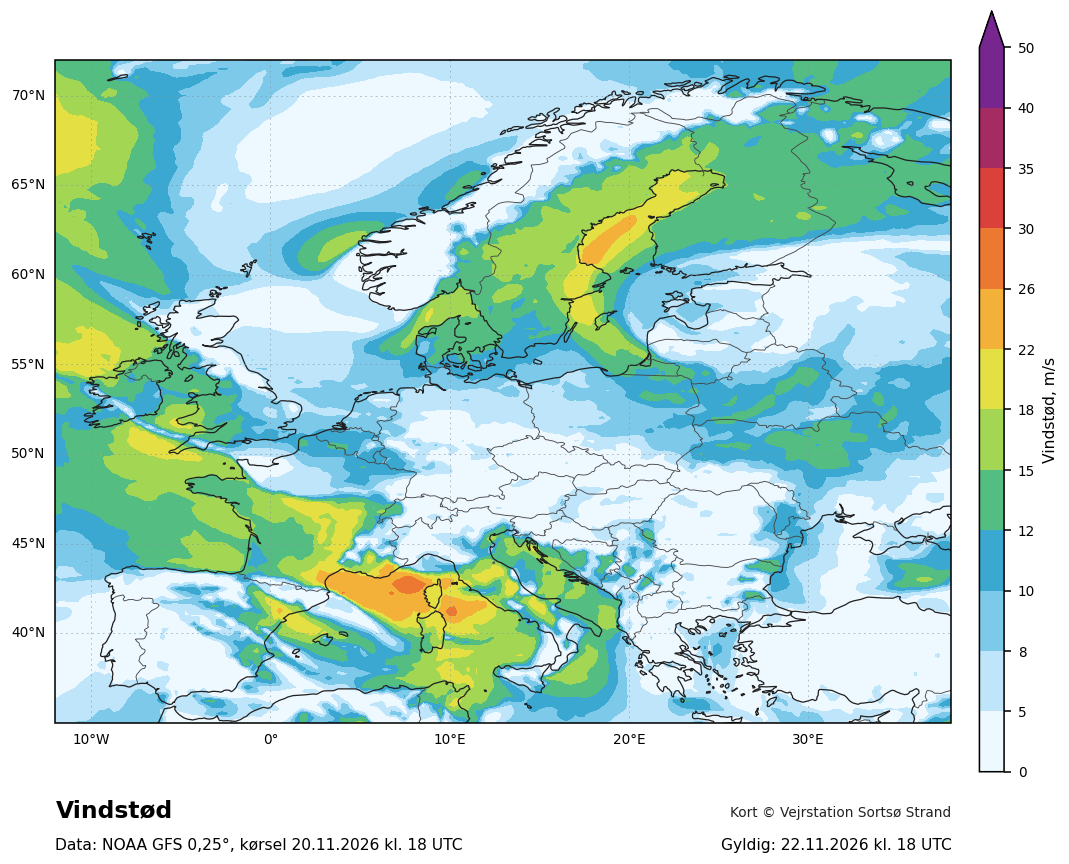 50
40
35
30
26
22
18
15
12
10
8
5
0
Vindstød, m/s
70°N
65°N
60°N
55°N
50°N
45°N
40°N
10°W
0°
10°E
20°E
30°E
Vindstød
Kort © Vejrstation Sortsø Strand
Data: NOAA GFS 0,25°, kørsel 20.11.2026 kl. 18 UTC
Gyldig: 22.11.2026 kl. 18 UTC